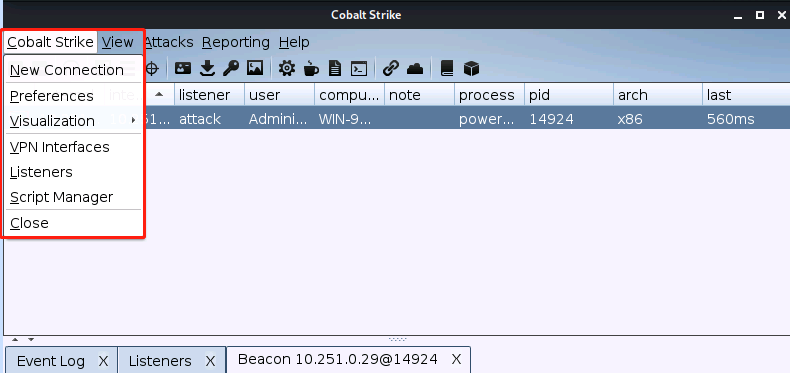 Cobalt Strike
Cobalt Strike View Attacks Reporting Help
New Connection
Preferences
Visualization
VPN Interfaces
Listeners
Script Manager
Close
listener user compu... note process pid arch last
attack Admini... WIN-9... power... 14924 x86 560ms
Event Log X Listeners X Beacon 10.251.0.29@14924 X